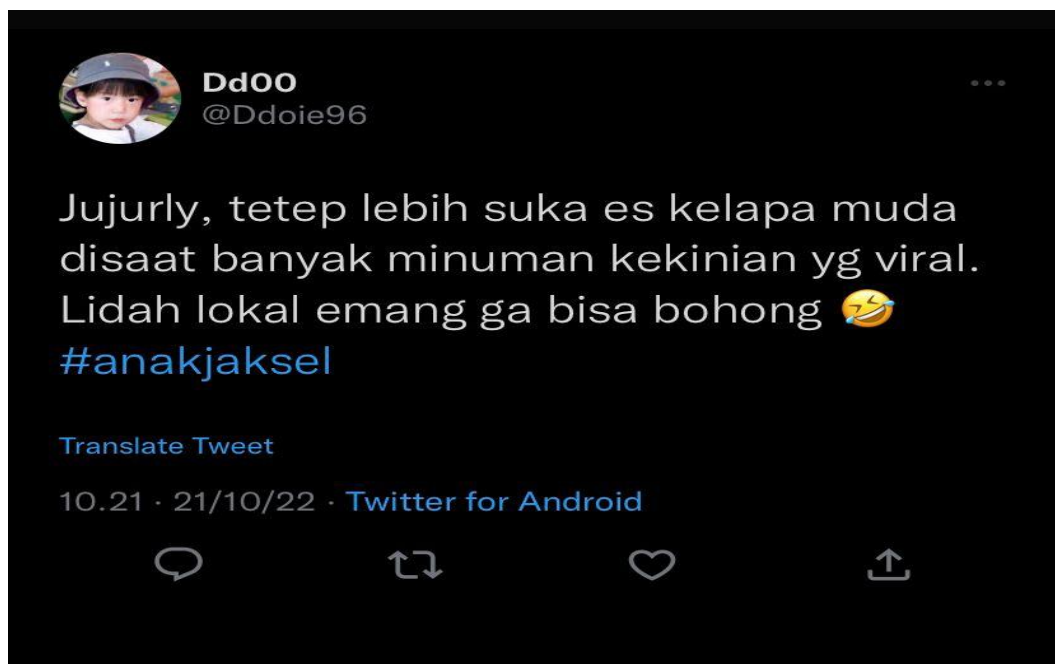 Dd00
@Ddoie96
Jujurly, tetep lebih suka es kelapa muda
disaat banyak minuman kekinian yg viral.
Lidah lokal emang ga bisa bohong 🤣
#anakjaksel
Translate Tweet
10.21 · 21/10/22 · Twitter for Android